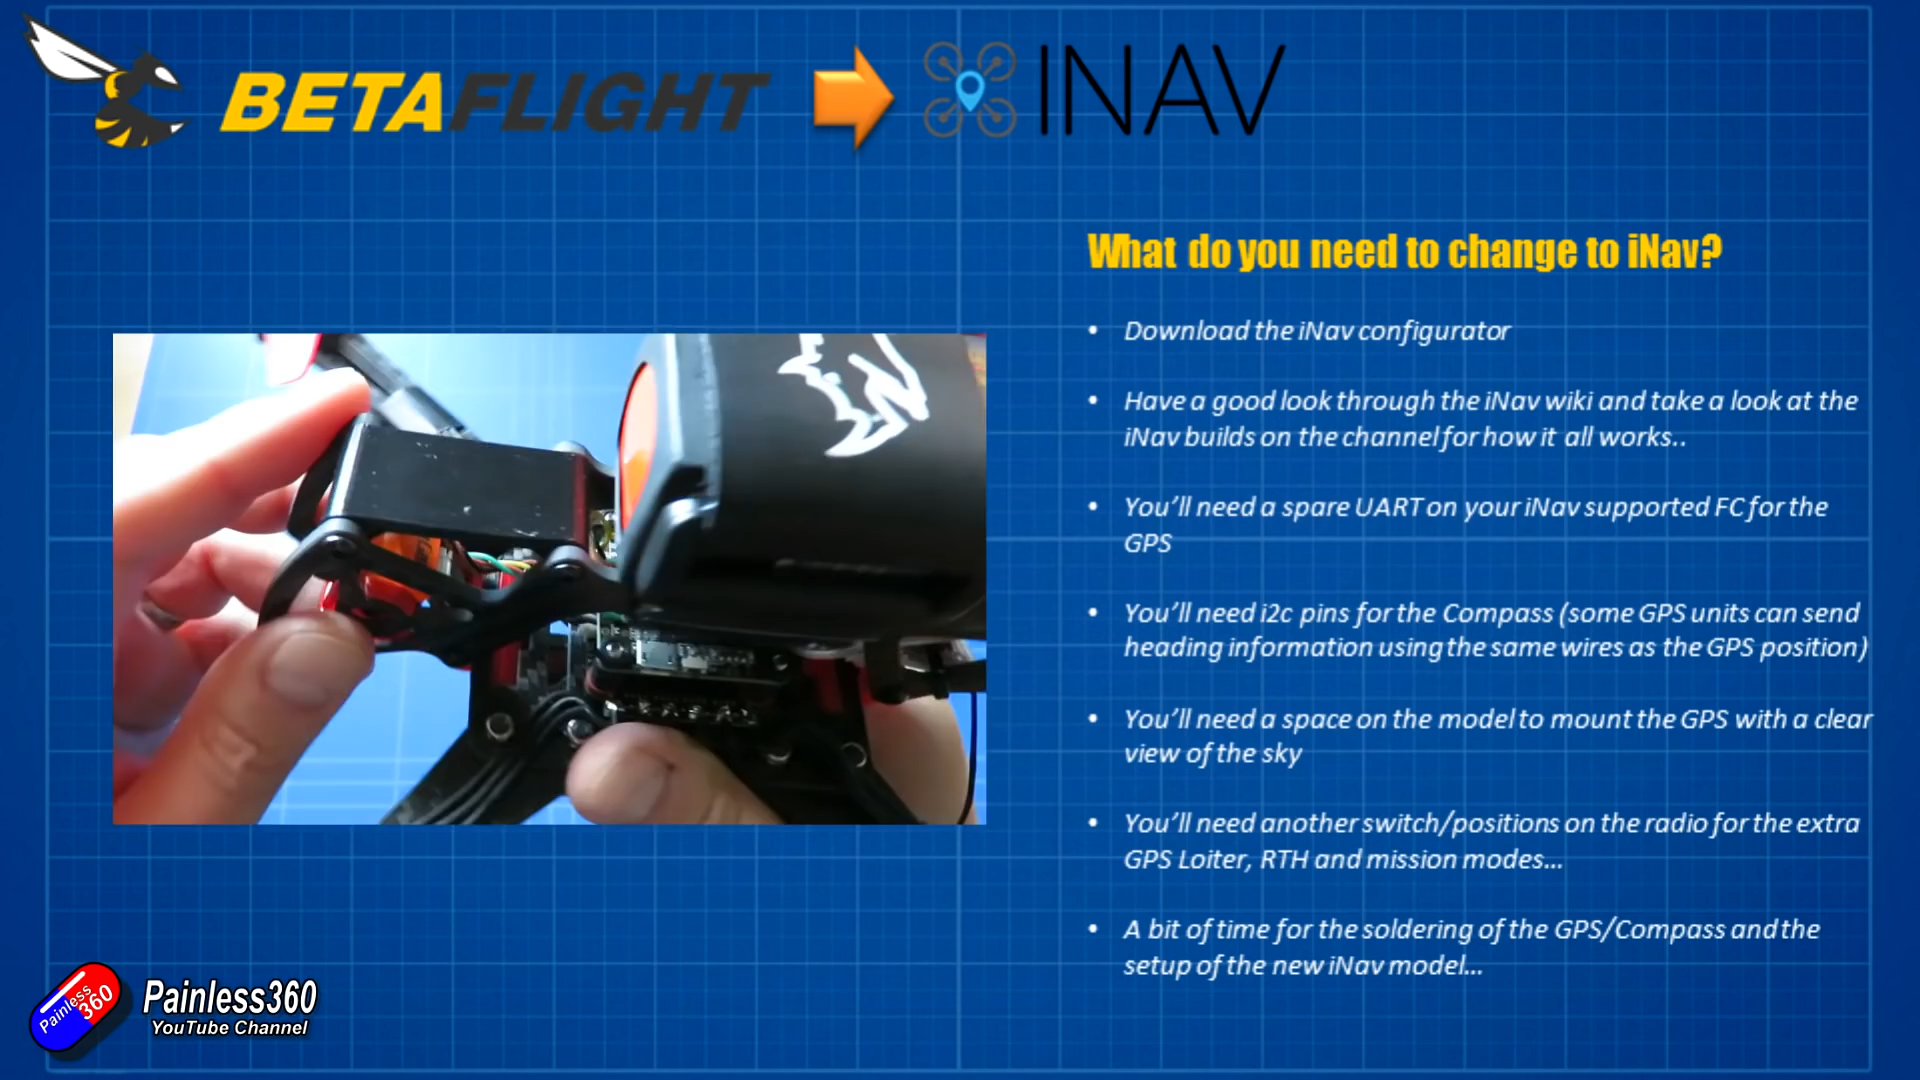 BETAFLIGHT
INAV
What do you need to change to iNav?
• Download the iNav configurator
• Have a good look through the iNav wiki and take a look at the
iNav builds on the channel for how it all works..
• You’ll need a spare UART on your iNav supported FC for the
GPS
• You’ll need i2c pins for the Compass (some GPS units can send
heading information using the same wires as the GPS position)
• You’ll need a space on the model to mount the GPS with a clear
view of the sky
• You’ll need another switch/positions on the radio for the extra
GPS Loiter, RTH and mission modes…
• A bit of time for the soldering of the GPS/Compass and the
setup of the new iNav model…
Painless
360
Painless360
YouTube Channel